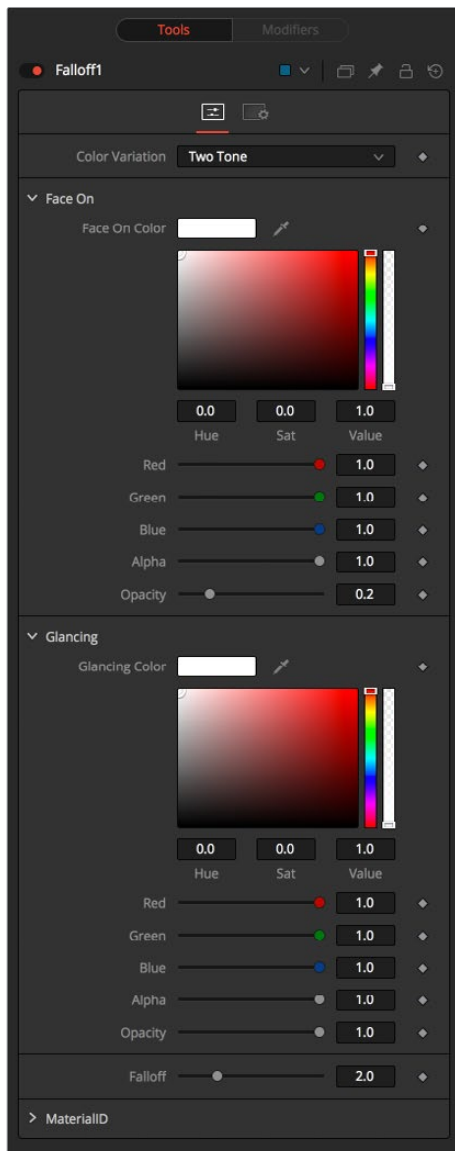 Tools Modifiers
Falloff1
Color Variation Two Tone
Face On
Face On Color
0.0 0.0 1.0
Hue Sat Value
Red 1.0
Green 1.0
Blue 1.0
Alpha 1.0
Opacity 0.2
Glancing
Glancing Color
0.0 0.0 1.0
Hue Sat Value
Red 1.0
Green 1.0
Blue 1.0
Alpha 1.0
Opacity 1.0
Falloff 2.0
MaterialID